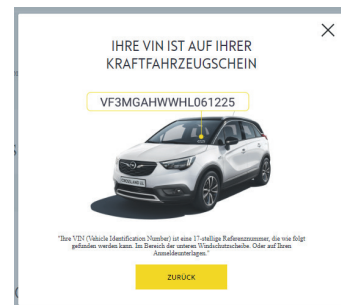 IHRE VIN IST AUF IHRER
KRAFTFAHRZEUGSCHEIN
VF3MGAHWWHL061225
"Ihre VIN (Vehicle Identification Number) ist eine 17-stellige Referenznummer, die wie folgt
gefunden werden kann. Im Bereich der unteren Windschutzscheibe. Oder auf Ihren
Anmeldeunterlagen."
ZURÜCK